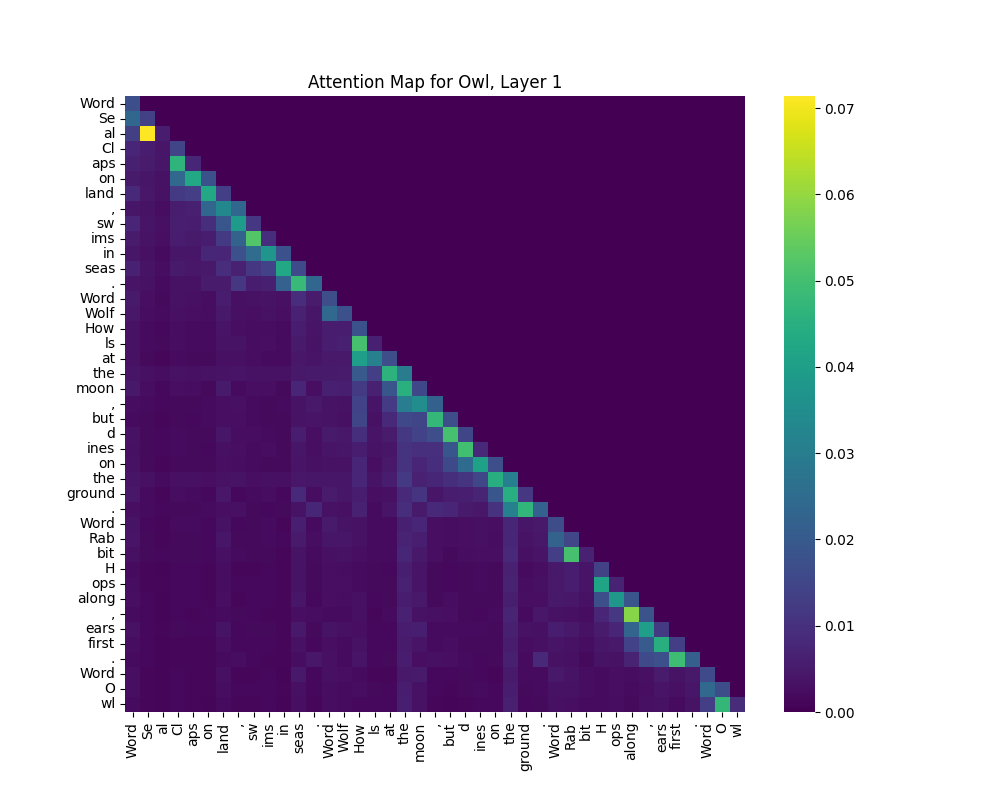 Attention Map for Owl, Layer 1
Word
Se
al
Cl
aps
on
land
,
sw
ims
in
seas
.
Word
Wolf
How
ls
at
the
moon
,
but
d
ines
on
the
ground
.
Word
Rab
bit
H
ops
along
,
ears
first
.
Word
O
wl
Word
Se
al
Cl
aps
on
land
,
sw
ims
in
seas
.
Word
Wolf
How
ls
at
the
moon
,
but
d
ines
on
the
ground
.
Word
Rab
bit
H
ops
along
,
ears
first
.
Word
O
wl
0.07
0.06
0.05
0.04
0.03
0.02
0.01
0.00